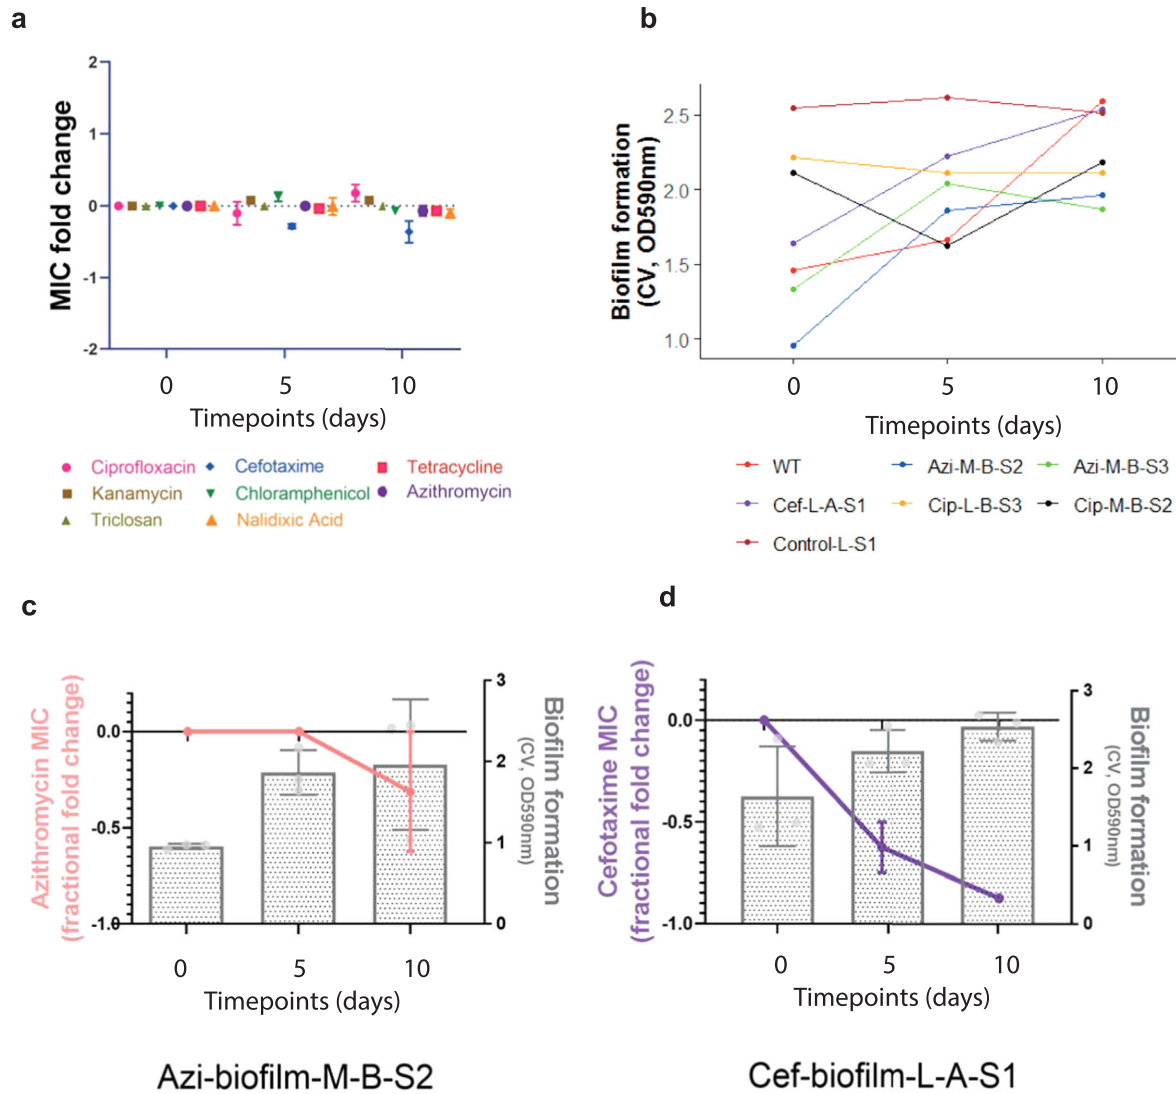 a
b
MIC fold change
2
1
0
-1
-2
0 5 10
Timepoints (days)
Ciprofloxacin Cefotaxime Tetracycline
Kanamycin Chloramphenicol Azithromycin
Triclosan Nalidixic Acid
Biofilm formation
(CV, OD590nm)
2.5
2.0
1.5
1.0
0 5 10
Timepoints (days)
WT Azi-M-B-S2 Azi-M-B-S3
Cef-L-A-S1 Cip-L-B-S3 Cip-M-B-S2
Control-L-S1
c
d
Azithromycin MIC
(fractional fold change)
0.0
-0.5
-1.0
3
2
1
0
Biofilm formation
(CV, OD590nm)
0 5 10
Timepoints (days)
Azi-biofilm-M-B-S2
Cefotaxime MIC
(fractional fold change)
0.0
-0.5
-1.0
3
2
1
0
Biofilm formation
(CV, OD590nm)
0 5 10
Timepoints (days)
Cef-biofilm-L-A-S1